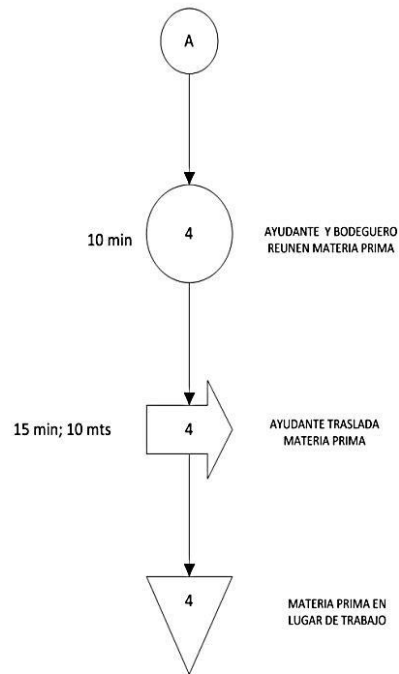 A
10 min
4
AYUDANTE Y BODEGUERO
REUNEN MATERIA PRIMA
15 min; 10 mts
4
AYUDANTE TRASLADA
MATERIA PRIMA
4
MATERIA PRIMA EN
LUGAR DE TRABAJO